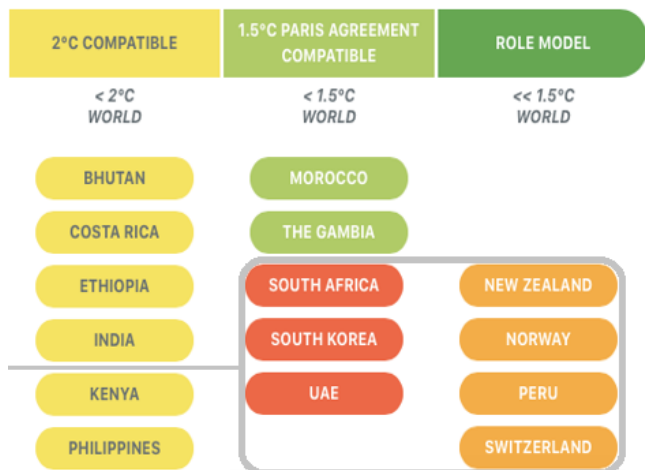 2°C COMPATIBLE
1.5°C PARIS AGREEMENT
COMPATIBLE
ROLE MODEL
< 2°C
WORLD
< 1.5°C
WORLD
<< 1.5°C
WORLD
BHUTAN
MOROCCO
COSTA RICA
THE GAMBIA
ETHIOPIA
SOUTH AFRICA
NEW ZEALAND
INDIA
SOUTH KOREA
NORWAY
KENYA
UAE
PERU
PHILIPPINES
SWITZERLAND